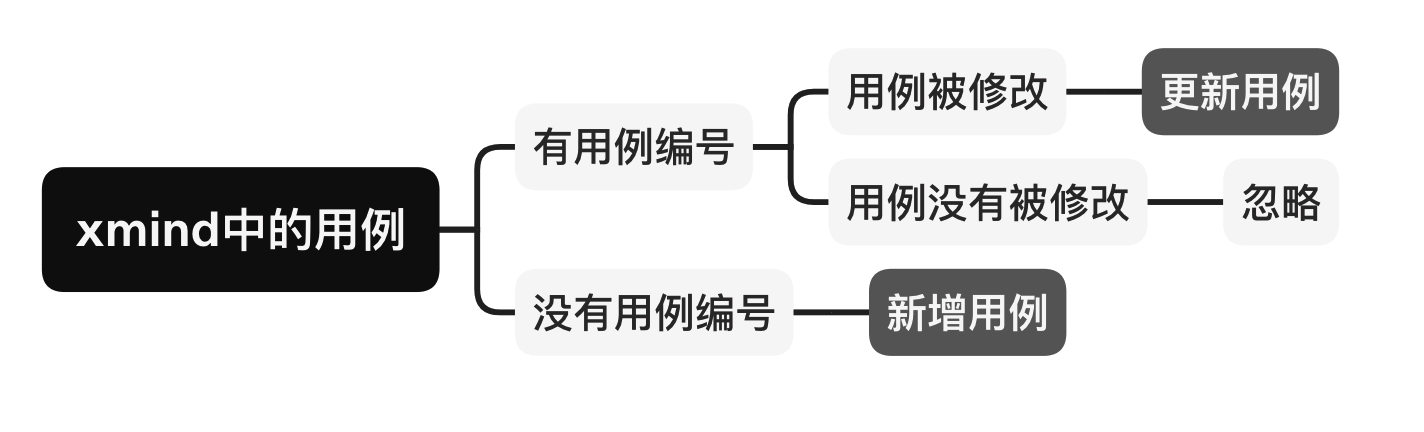 xmind中的用例
有用例编号
用例被修改
更新用例
用例没有被修改
忽略
没有用例编号
新增用例